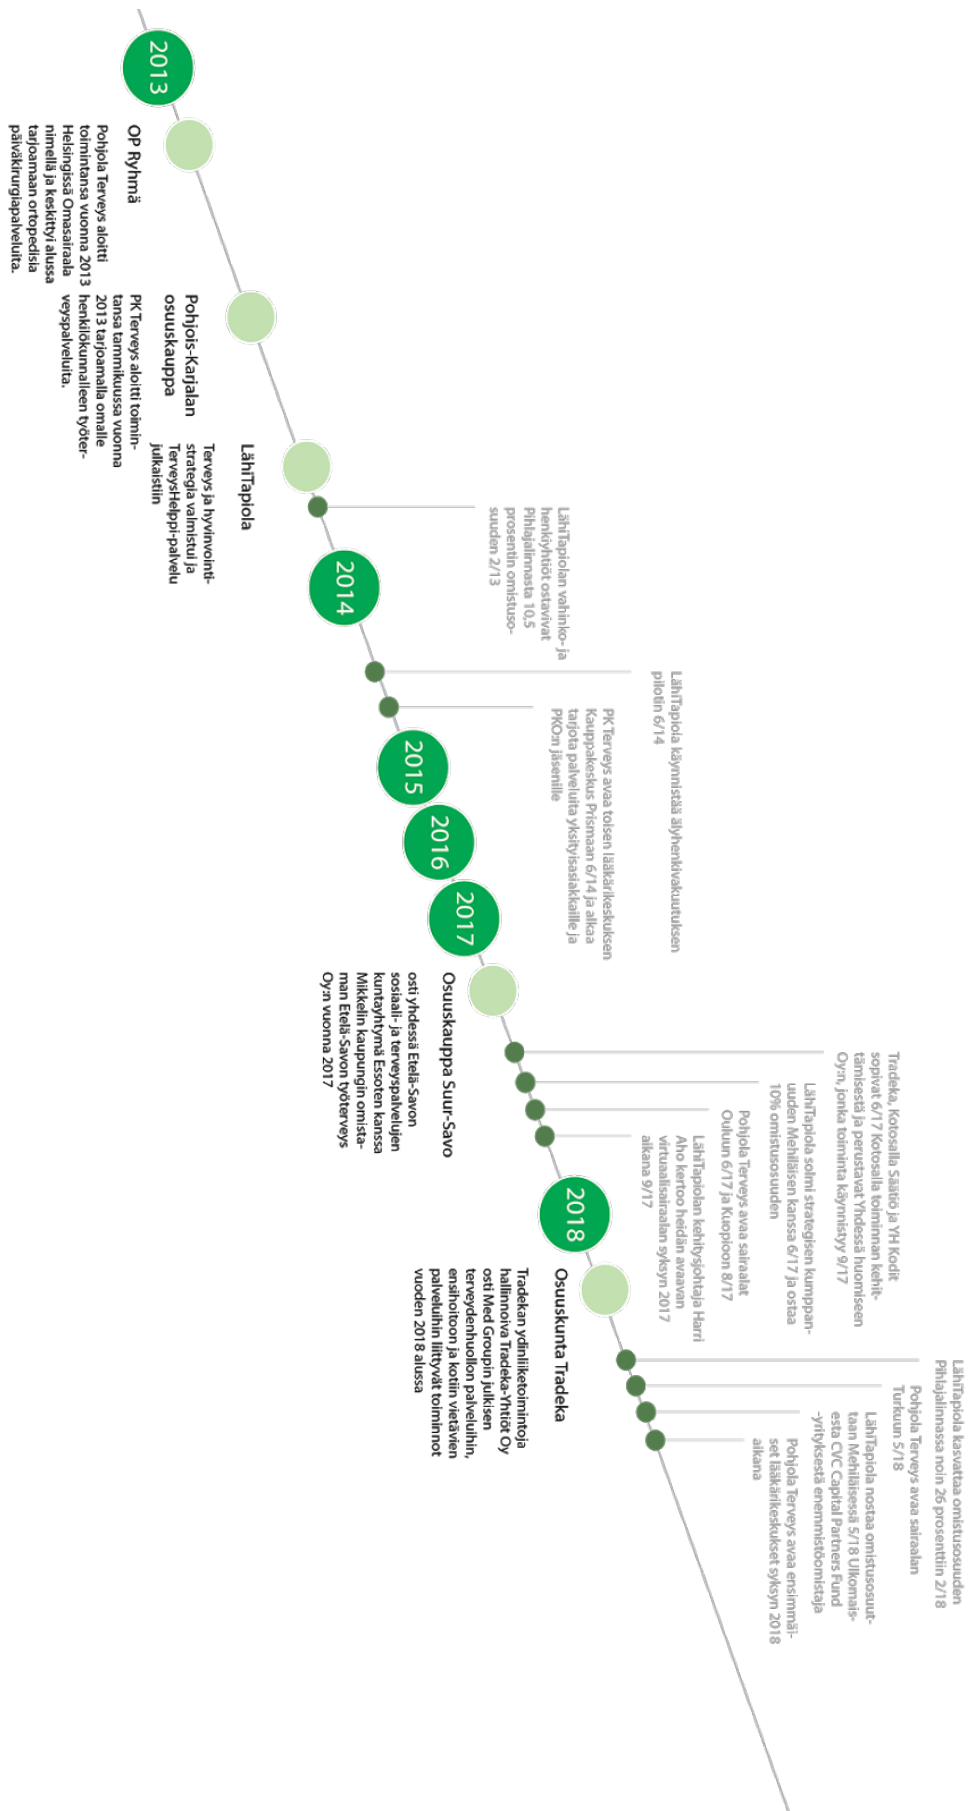 2013
OP Ryhmä
Pohjola Terveys aloitti
toimintansa vuonna 2013
Helsingissä Omasairaala
nimellä ja keskittyi alussa
tarjoamaan ortopedisia
päiväkirurgiapalveluita.
Pohjois-Karjalan
osuuskauppa
PK Terveys aloitti toimin-
tansa tammikuussa vuonna
2013 tarjoamalla omalle
henkilökunnalleen työter-
veyspalveluita.
LähiTapiola
Terveys ja hyvinvointi-
strategia valmistui ja
TerveysHelppi-palvelu
julkaistiin
LähiTapiolan vahinko- ja
henkiyhtiöt ostavivat
Pihlajalinnasta 10,5
prosentin omistuso-
suuden 2/13
2014
LähiTapiola käynnistää älyhenkivakuutuksen
pilotin 6/14
PK Terveys avaa toisen lääkärikeskuksen
Kauppakeskus Prismaan 6/14 ja alkaa
tarjota palveluita yksityisasiakkaille ja
PKO:n jäsenille
2015
2016
2017
Osuuskauppa Suur-Savo
osti yhdessä Etelä-Savon
sosiaali- ja terveyspalvelujen
kuntayhtymä Essoten kanssa
Mikkelin kaupungin omista-
man Etelä-Savon työterveys
Oy:n vuonna 2017
Tradeka, Kotosalla Säätiö ja YH Kodit
sopivat 6/17 Kotosalla toiminnan kehit-
tämisestä ja perustavat Yhdessä huomiseen
Oy:n, jonka toiminta käynnistyy 9/17
LähiTapiola solmi strategisen kumppan-
uuden Mehiläisen kanssa 6/17 ja ostaa
10% omistusosuuden
Pohjola Terveys avaa sairaalat
Ouluun 6/17 ja Kuopioon 8/17
LähiTapiolan kehitysjohtaja Harri
Aho kertoo heidän avaavan
virtuaalisairaalan syksyn 2017
aikana 9/17
2018
Osuuskunta Tradeka
Tradekan ydinliiketoimintoja
hallinnoiva Tradeka-Yhtiöt Oy
osti Med Groupin julkisen
terveydenhuollon palveluihin,
ensihoitoon ja kotiin vietävien
palveluihin liittyvät toiminnot
vuoden 2018 alussa
LähiTapiola kasvattaa omistusosuuden
Pihlajalinnassa noin 26 prosenttiin 2/18
Pohjola Terveys avaa sairaalan
Turkuun 5/18
LähiTapiola nostaa omistusosuut-
taan Mehiläisessä 5/18 Ulkomais-
esta CVC Capital Partners Fund
-yrityksestä enemmistöomistaja
Pohjola Terveys avaa ensimmäi-
set lääkärikeskukset syksyn 2018
aikana